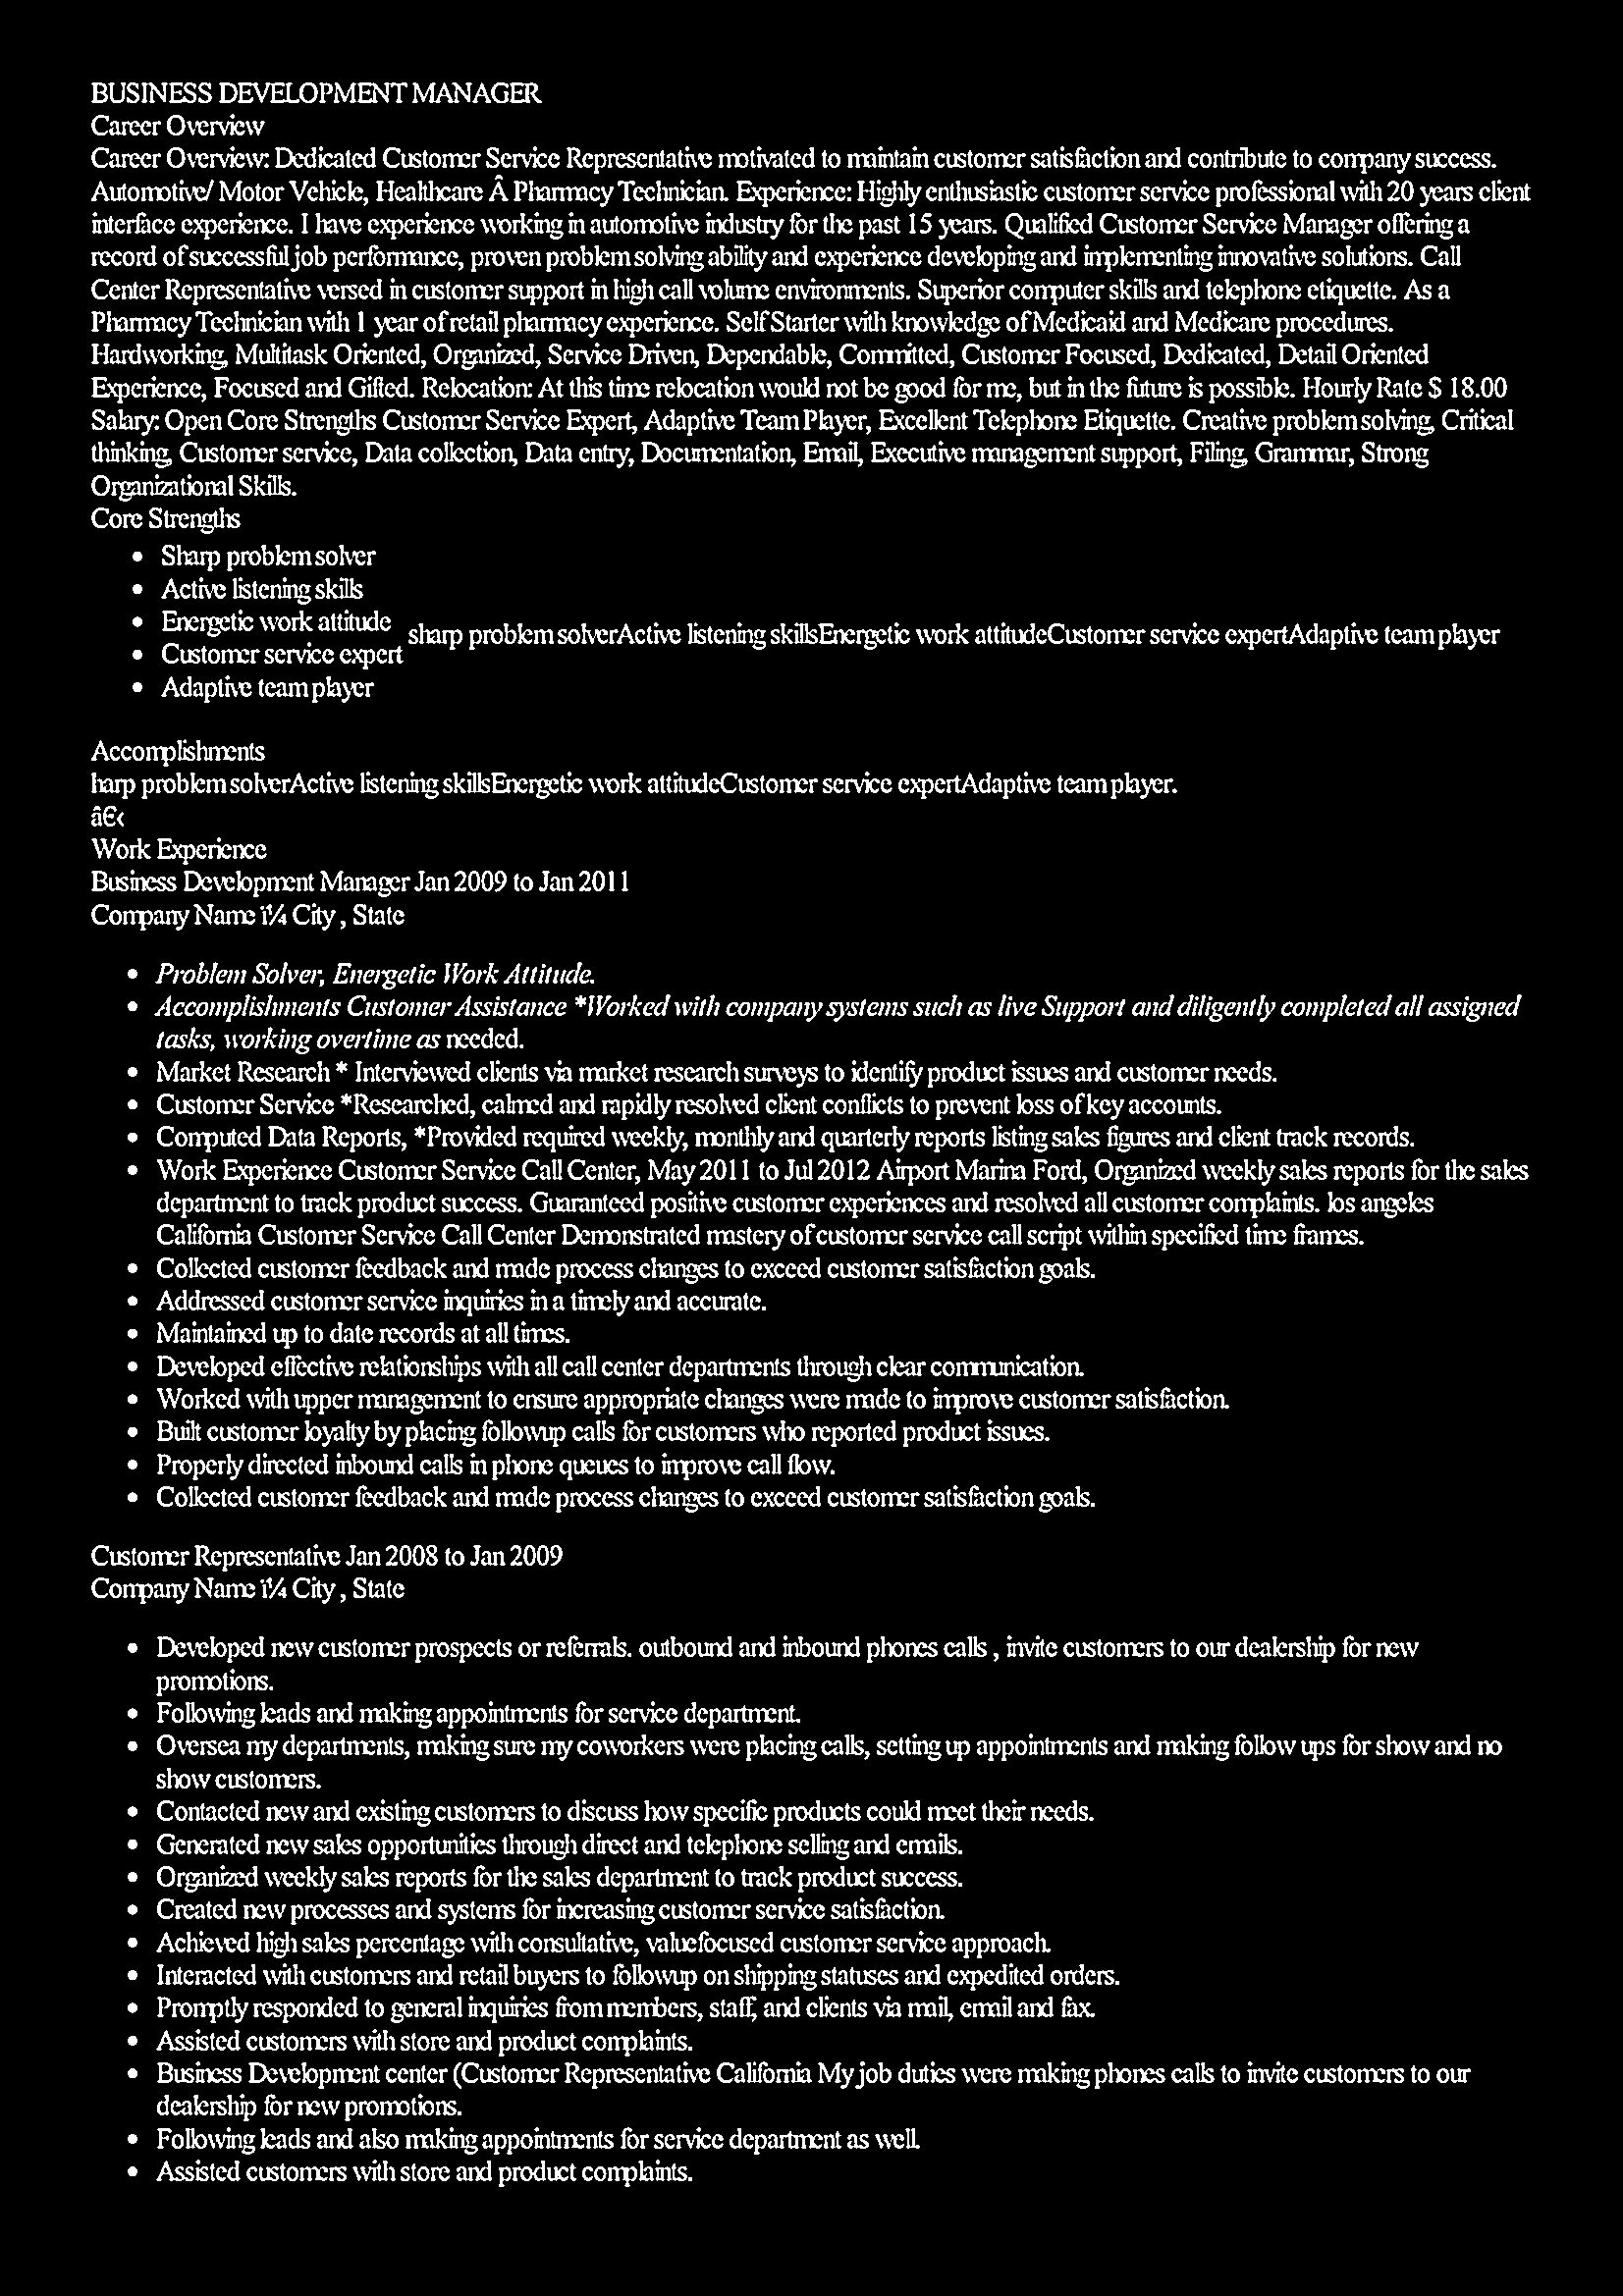 BUSINESS DEVELOPMENT MANAGER
Career Overview
Career Overview: Dedicated Customer Service Representative motivated to maintain customer satisfaction and contribute to company success.
Automotive/ Motor Vehicle, Healthcare Â Pharmacy Technician. Experience: Highly enthusiastic customer service professional with 20 years client
interface experience. I have experience working in automotive industry for the past 15 years. Qualified Customer Service Manager offering a
record of successful job performance, proven problem solving ability and experience developing and implementing innovative solutions. Call
Center Representative versed in customer support in high call volume environments. Superior computer skills and telephone etiquette. As a
Pharmacy Technician with 1 year of retail pharmacy experience. Self Starter with knowledge of Medicaid and Medicare procedures.
Hardworking, Multitask Oriented, Organized, Service Driven, Dependable, Committed, Customer Focused, Dedicated, Detail Oriented
Experience, Focused and Gifted. Relocation: At this time relocation would not be good for me, but in the future is possible. Hourly Rate $ 18.00
Salary: Open Core Strengths Customer Service Expert, Adaptive Team Player, Excellent Telephone Etiquette. Creative problem solving, Critical
thinking, Customer service, Data collection, Data entry, Documentation, Email, Executive management support, Filing, Grammar, Strong
Organizational Skills.
Core Strengths
• Sharp problem solver
• Active listening skills
• Energetic work attitude
• Customer service expert
• Adaptive team player
sharp problem solverActive listening skillsEnergetic work attitudeCustomer service expertAdaptive team player
Accomplishments
harp problem solverActive listening skillsEnergetic work attitudeCustomer service expertAdaptive team player.
â€‹
Work Experience
Business Development Manager Jan 2009 to Jan 2011
Company Name ï¼ City , State
• Problem Solver, Energetic Work Attitude.
• Accomplishments Customer Assistance *Worked with company systems such as live Support and diligently completed all assigned
tasks, working overtime as needed.
• Market Research * Interviewed clients via market research surveys to identify product issues and customer needs.
• Customer Service *Researched, calmed and rapidly resolved client conflicts to prevent loss of key accounts.
• Computed Data Reports, *Provided required weekly, monthly and quarterly reports listing sales figures and client track records.
• Work Experience Customer Service Call Center, May 2011 to Jul 2012 Airport Marina Ford, Organized weekly sales reports for the sales
department to track product success. Guaranteed positive customer experiences and resolved all customer complaints. los angeles
California Customer Service Call Center Demonstrated mastery of customer service call script within specified time frames.
• Collected customer feedback and made process changes to exceed customer satisfaction goals.
• Addressed customer service inquiries in a timely and accurate.
• Maintained up to date records at all times.
• Developed effective relationships with all call center departments through clear communication.
• Worked with upper management to ensure appropriate changes were made to improve customer satisfaction.
• Built customer loyalty by placing followup calls for customers who reported product issues.
• Properly directed inbound calls in phone queues to improve call flow.
• Collected customer feedback and made process changes to exceed customer satisfaction goals.
Customer Representative Jan 2008 to Jan 2009
Company Name ï¼ City , State
• Developed new customer prospects or referrals. outbound and inbound phones calls , invite customers to our dealership for new
promotions.
• Following leads and making appointments for service department.
• Oversea my departments, making sure my coworkers were placing calls, setting up appointments and making follow ups for show and no
show customers.
• Contacted new and existing customers to discuss how specific products could meet their needs.
• Generated new sales opportunities through direct and telephone selling and emails.
• Organized weekly sales reports for the sales department to track product success.
• Created new processes and systems for increasing customer service satisfaction.
• Achieved high sales percentage with consultative, valuefocused customer service approach.
• Interacted with customers and retail buyers to followup on shipping statuses and expedited orders.
• Promptly responded to general inquiries from members, staff, and clients via mail, email and fax.
• Assisted customers with store and product complaints.
• Business Development center (Customer Representative California My job duties were making phones calls to invite customers to our
dealership for new promotions.
• Following leads and also making appointments for service department as well.
• Assisted customers with store and product complaints.